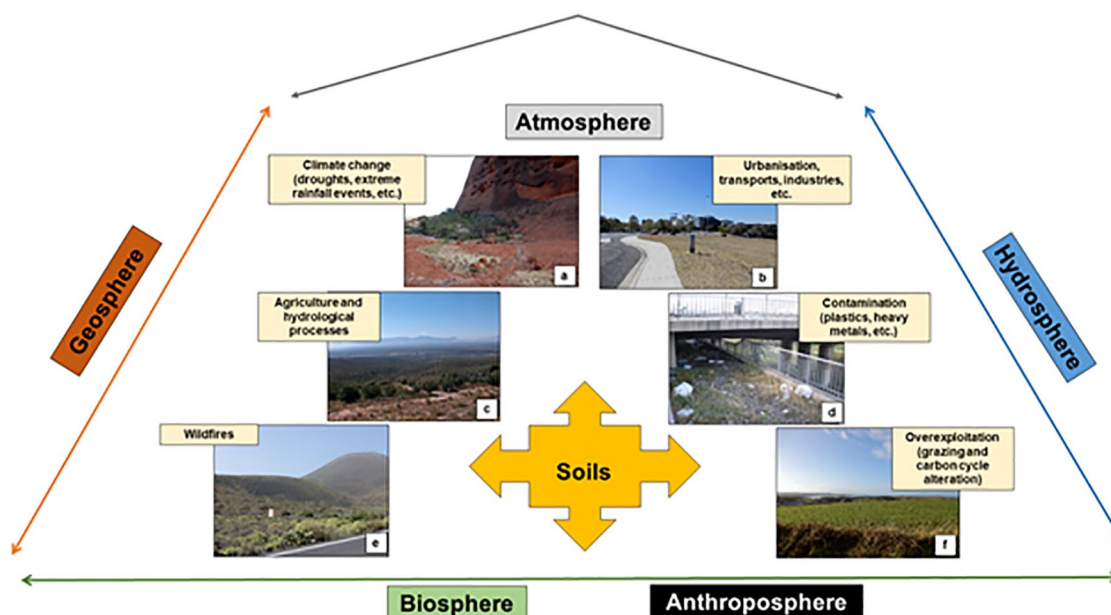 Atmosphere
Climate change
(droughts, extreme
rainfall events, etc.)
a
Urbanisation,
transports, industries,
etc.
b
Geosphere
Hydrosphere
Agriculture and
hydrological
processes
c
Contamination
(plastics, heavy
metals, etc.)
d
Wildfires
e
Soils
Overexploitation
(grazing and
carbon cycle
alteration)
f
Biosphere
Anthroposphere